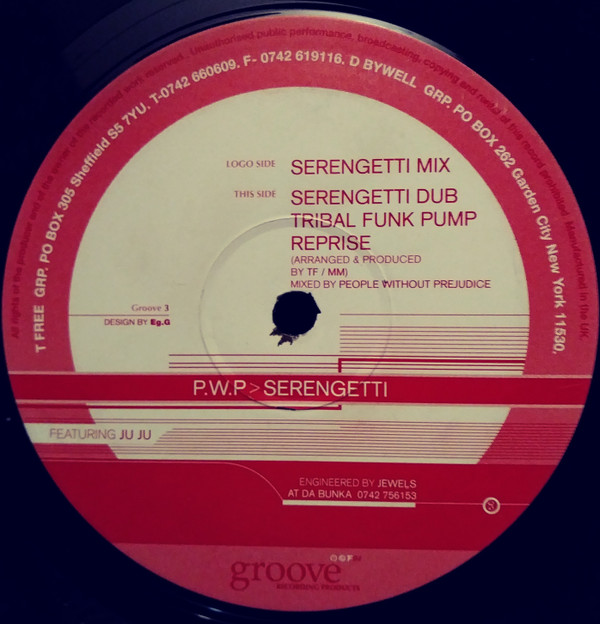 All rights of the producer and of the owner of the recorded work reserved. Unauthorised public performance, broadcasting, copying and rental of this record prohibited. Manufactured in the UK.
T FREE GRP. PO BOX 305 Sheffield S5 7YU. T-0742 660609. F- 0742 619116. D BYWELL GRP. PO BOX 262 Garden City New York 11530.
LOGO SIDE SERENGETTI MIX
THIS SIDE SERENGETTI DUB
TRIBAL FUNK PUMP
REPRISE
(ARRANGED & PRODUCED
BY TF / MM)
MIXED BY PEOPLE WITHOUT PREJUDICE
Groove 3
DESIGN BY Eg.G
P.W.P>SERENGETTI
FEATURING JU JU
ENGINEERED BY JEWELS
AT DA BUNKA 0742 756153
groove
RECORDING PRODUCTS